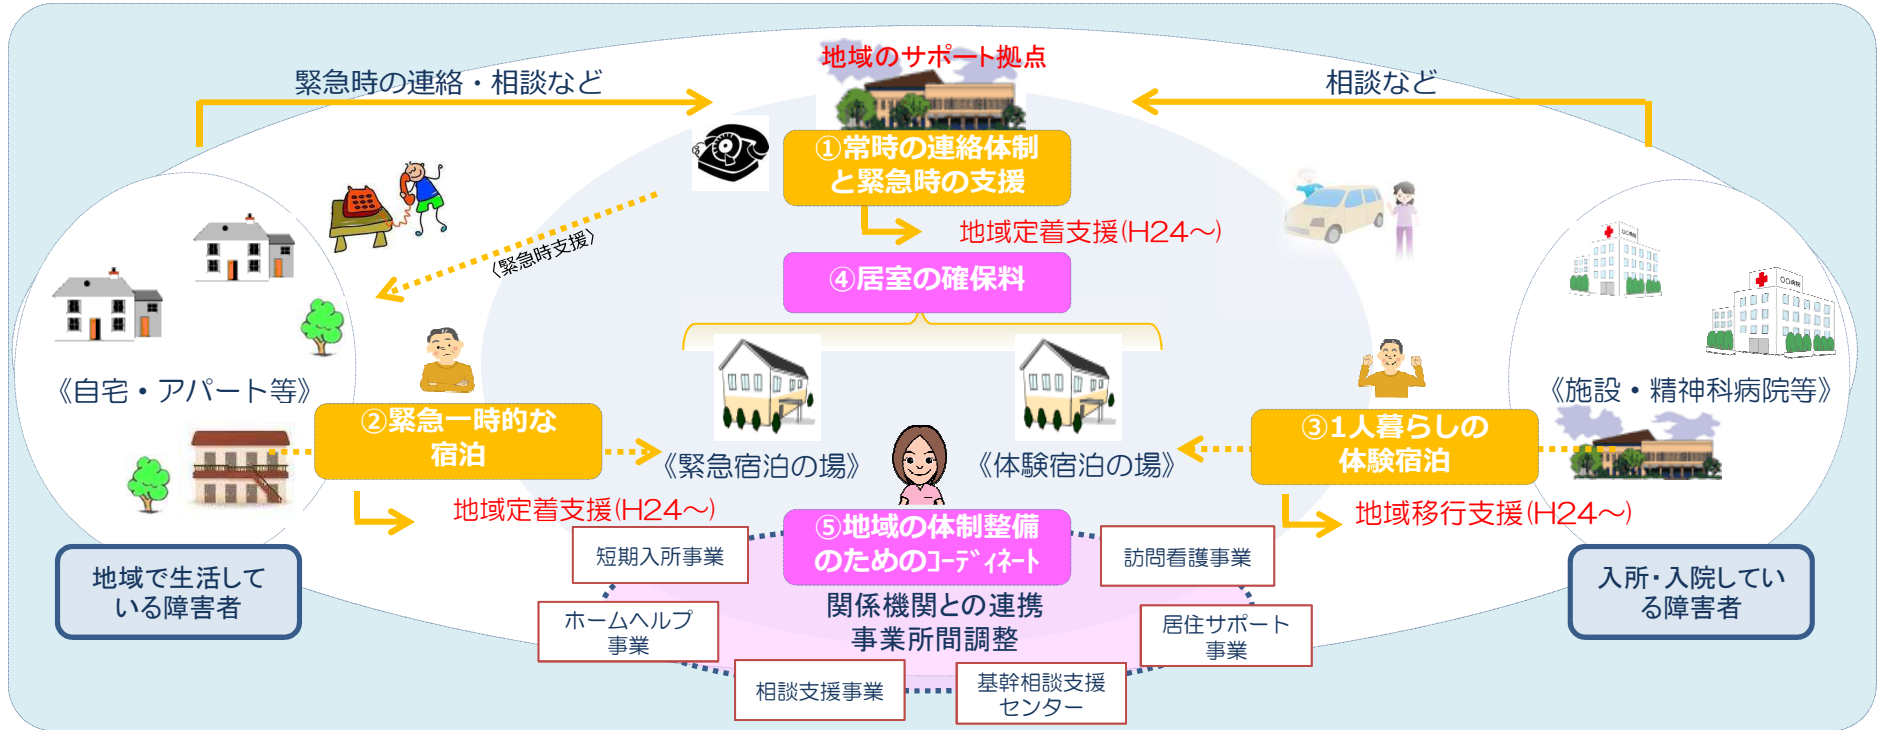 地域のサポート拠点
緊急時の連絡・相談など
相談など
①常時の連絡体制
と緊急時の支援
地域定着支援(H24～)
〈緊急時支援〉
④居室の確保料
○○病院
○○病院
《自宅・アパート等》
《施設・精神科病院等》
②緊急一時的な
宿泊
③1人暮らしの
体験宿泊
《緊急宿泊の場》
《体験宿泊の場》
地域定着支援(H24～)
地域移行支援(H24～)
⑤地域の体制整備
のためのｺｰﾃﾞｨﾈｰﾄ
短期入所事業
訪問看護事業
地域で生活して
いる障害者
入所・入院してい
る障害者
関係機関との連携
事業所間調整
ホームヘルプ
事業
居住サポート
事業
相談支援事業
基幹相談支援
センター